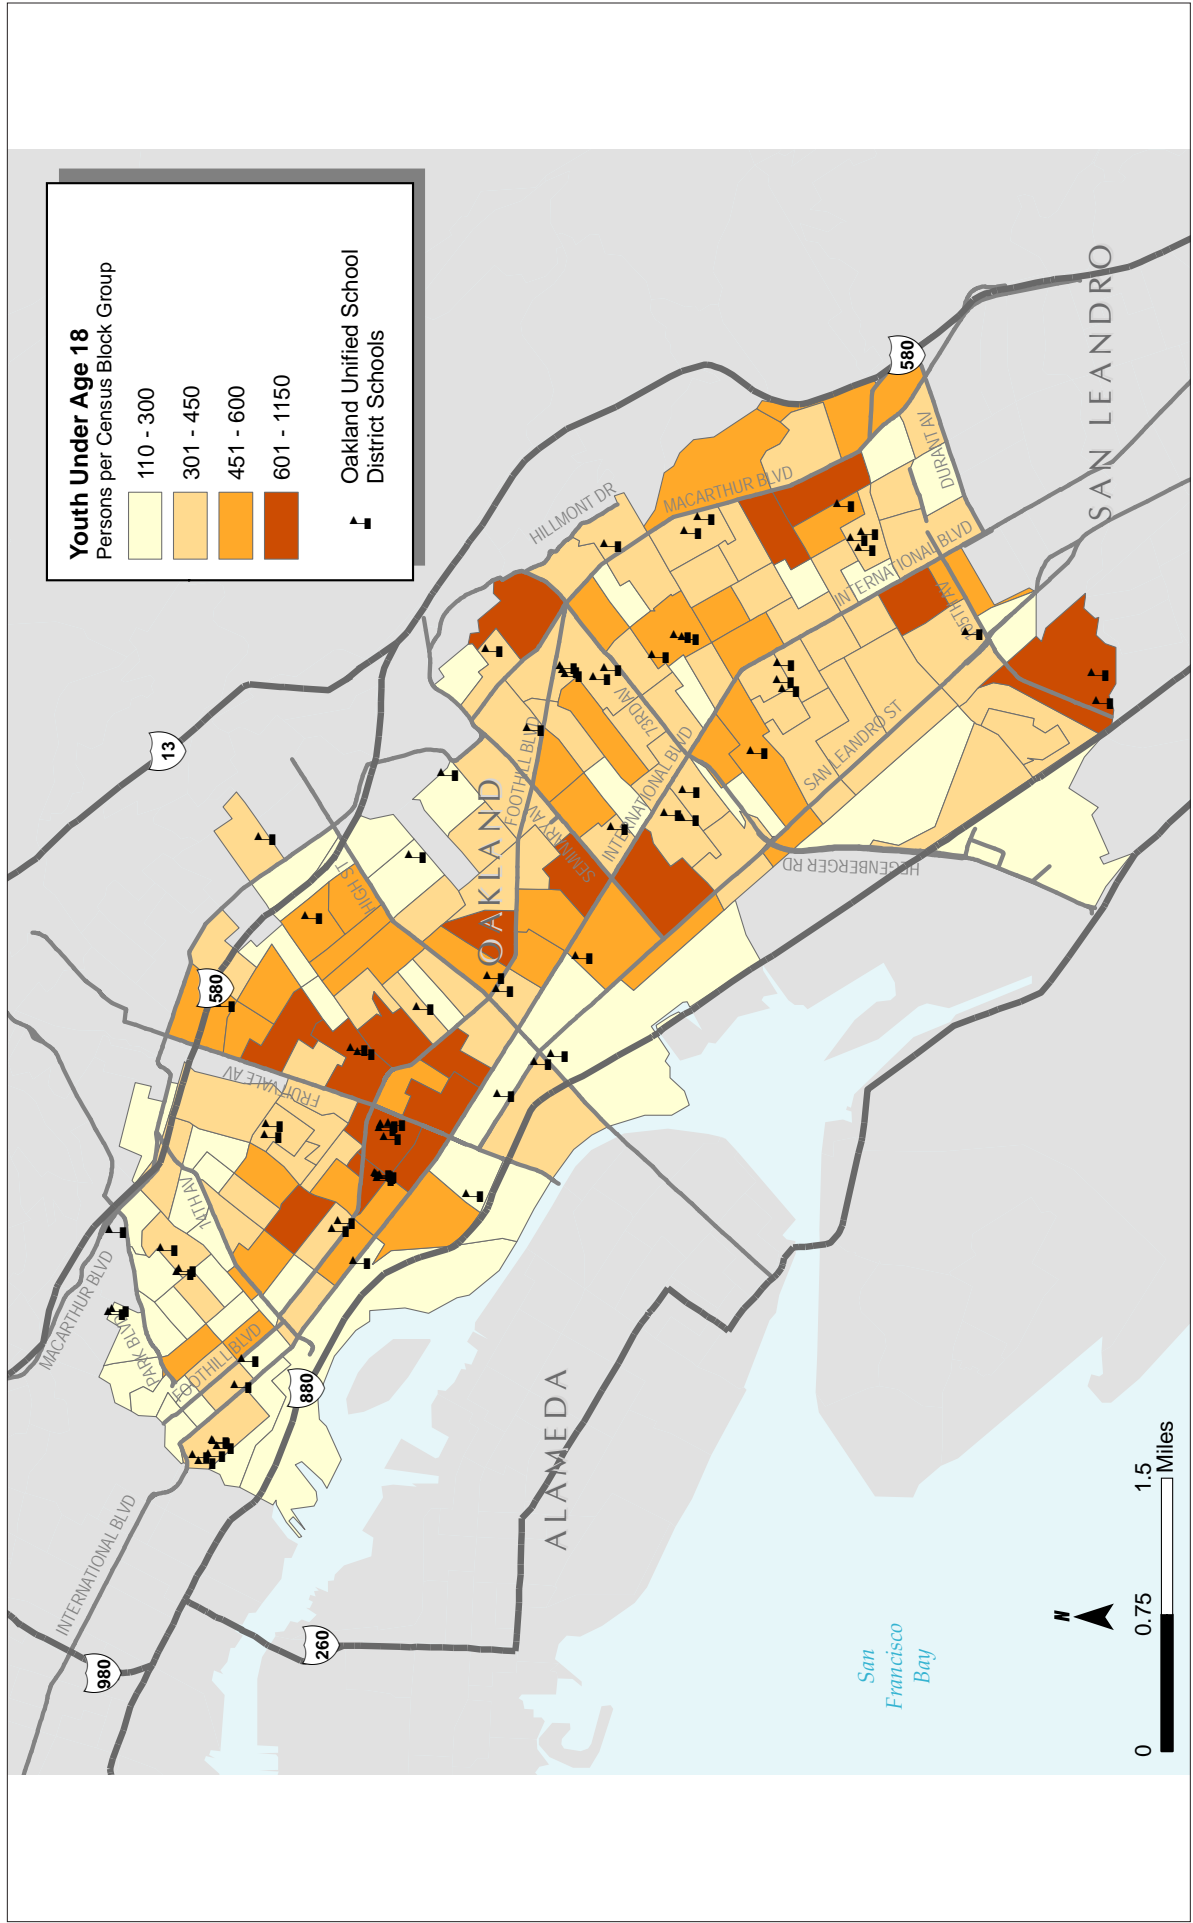 Youth Under Age 18
Persons per Census Block Group
110 - 300
301 - 450
451 - 600
601 - 1150
Oakland Unified School
District Schools
980
INTERNATIONAL BLVD
260
880
MACARTHUR BLVD
PARK BLVD
FOOTHILL BLVD
14TH AV
FRUITVALE AV
580
13
HIGH ST
OAKLAND
FOOTHILL BLVD
SEMINARY AV
INTERNATIONAL BLVD
73RD AV
HILLMONT DR
MACARTHUR BLVD
HEGENBERGER RD
SAN LEANDRO ST
INTERNATIONAL BLVD
105TH AV
DURANT AV
580
SAN LEANDRO
ALAMEDA
San
Francisco
Bay
N
0
0.75
1.5
Miles